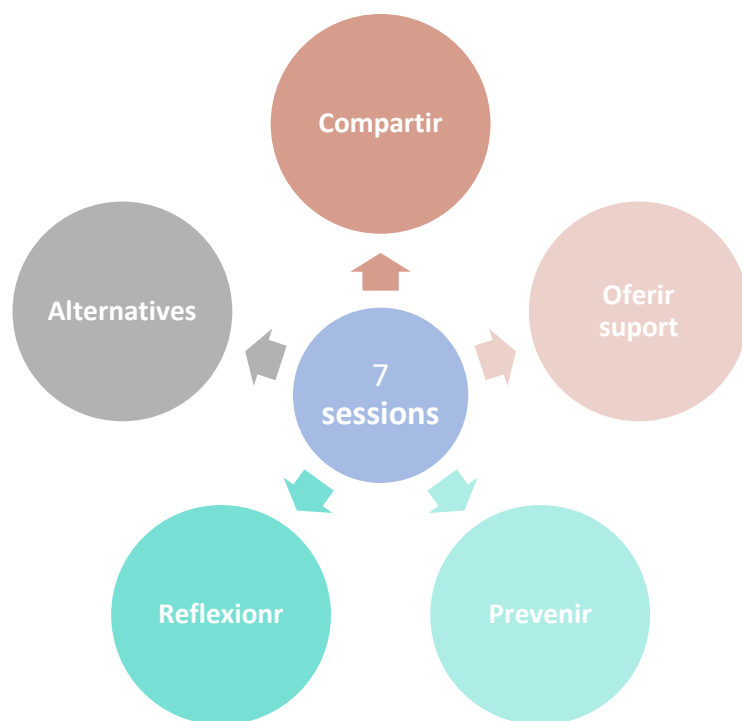 Compartir
Oferir
suport
Alternatives
7
sessions
Reflexionr
Prevenir